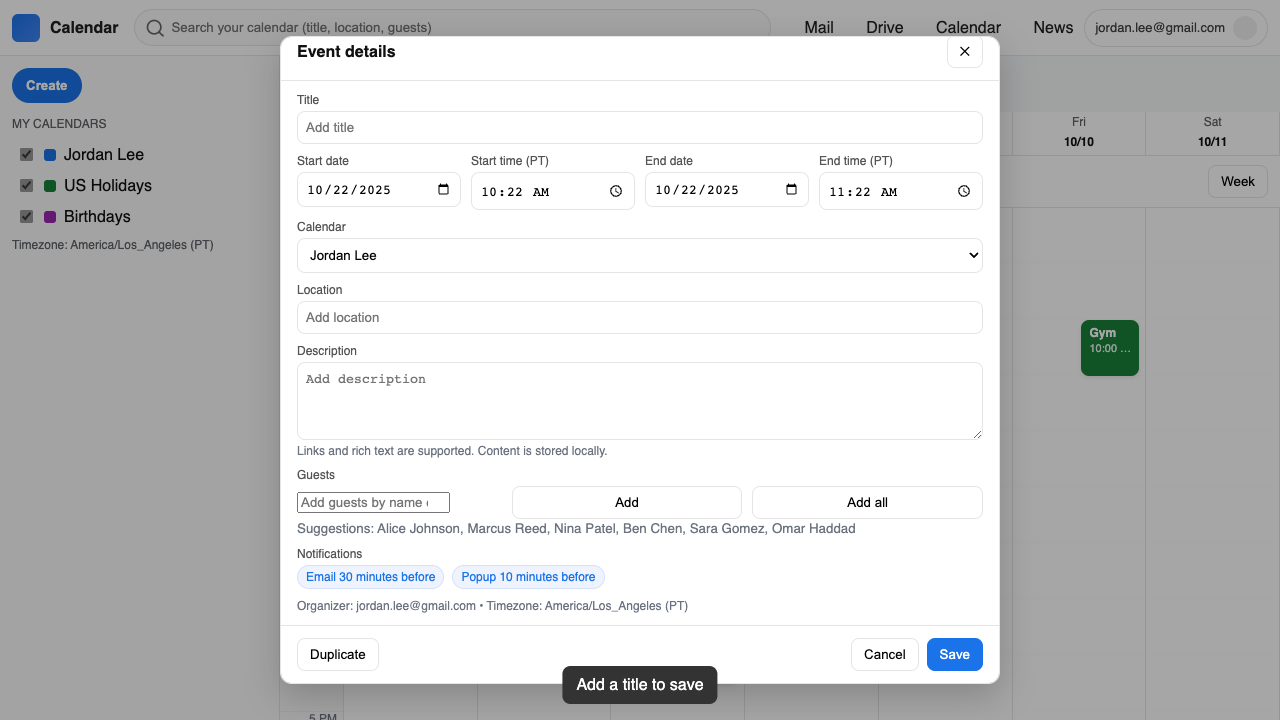 Calendar
Search your calendar (title, location, guests)
Mail Drive Calendar News
jordan.lee@gmail.com
Create
MY CALENDARS
Jordan Lee
US Holidays
Birthdays
Timezone: America/Los_Angeles (PT)
Fri
10/10
Sat
10/11
Week
Gym
10:00 ...
5 PM
Event details
Title
Add title
Start date Start time (PT) End date End time (PT)
10/22/2025 10:22 AM 10/22/2025 11:22 AM
Calendar
Jordan Lee
Location
Add location
Description
Add description
Links and rich text are supported. Content is stored locally.
Guests
Add guests by name Add Add all
Suggestions: Alice Johnson, Marcus Reed, Nina Patel, Ben Chen, Sara Gomez, Omar Haddad
Notifications
Email 30 minutes before Popup 10 minutes before
Organizer: jordan.lee@gmail.com • Timezone: America/Los_Angeles (PT)
Duplicate Cancel Save
Add a title to save